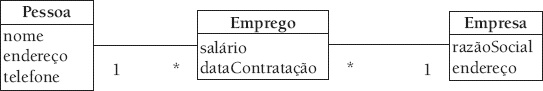 Pessoa
nome
endereço
telefone
1
*
Emprego
salário
dataContratação
*
1
Empresa
razãoSocial
endereço